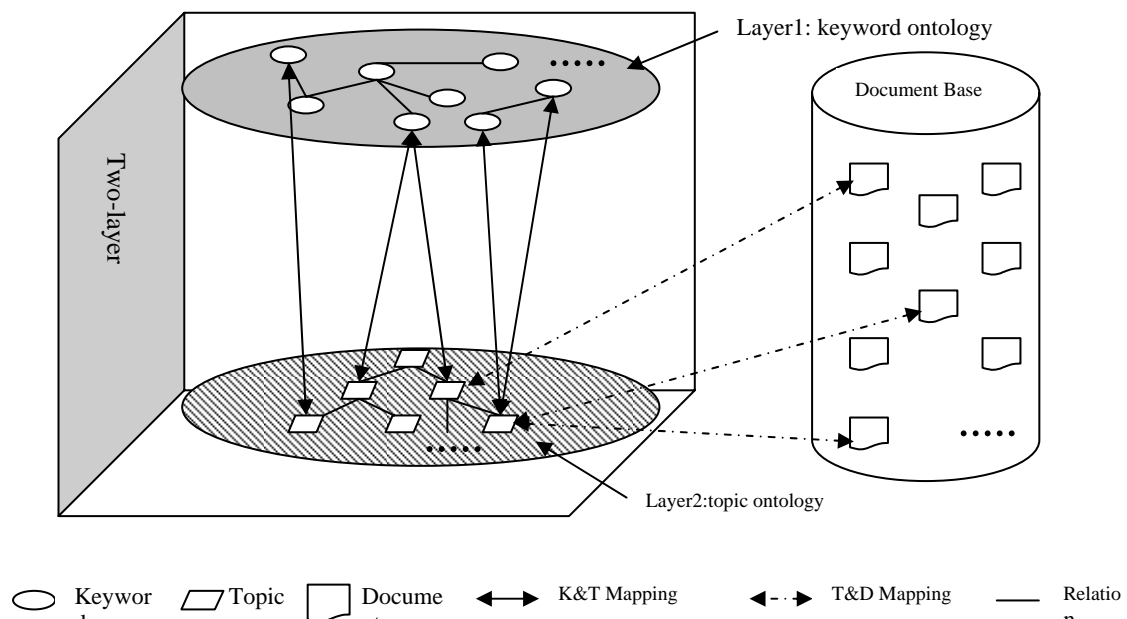 Layer1: keyword ontology
Document Base
Two-layer
Layer2:topic ontology
Keywor
Topic
Docume
K&T Mapping
T&D Mapping
Relatio